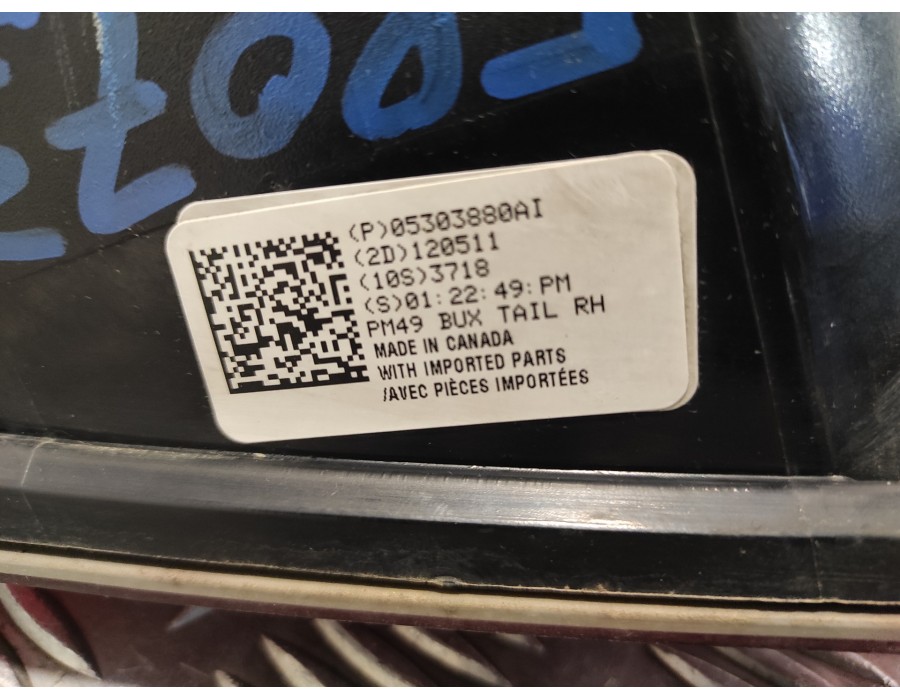 (P)05303880AI
(2D)120511
(10S)3718
(S)01:22:49:PM
PM49 BUX TAIL RH
MADE IN CANADA
WITH IMPORTED PARTS
/AVEC PIÈCES IMPORTÉES